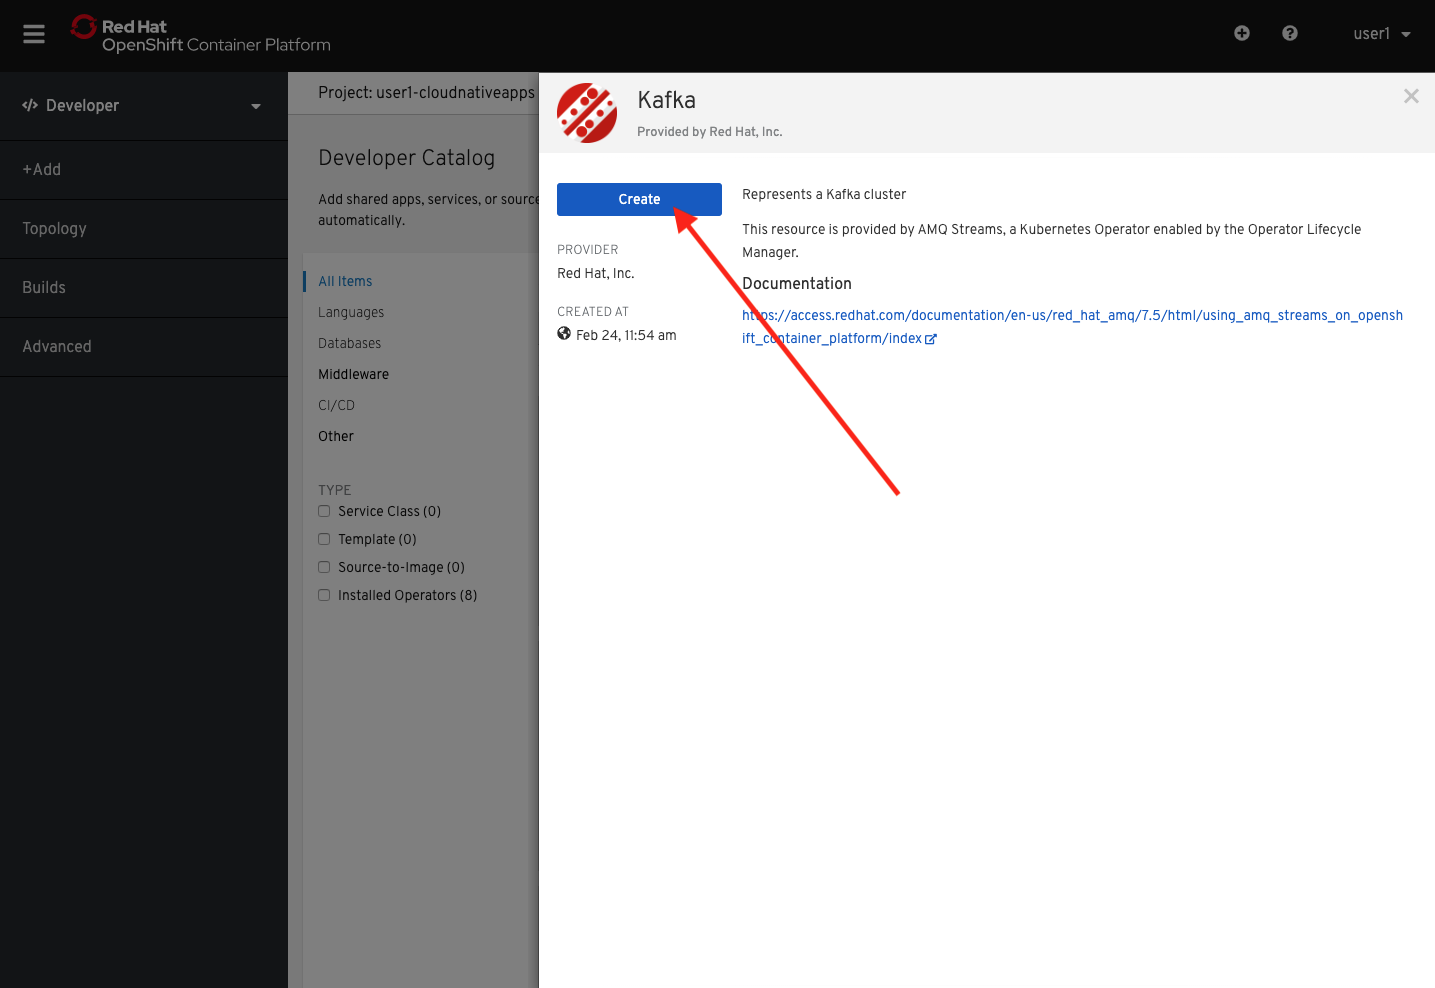 Red Hat
OpenShift Container Platform
user1
Developer
+Add
Topology
Builds
Advanced
Project: user1-cloudnativeapps
Developer Catalog
Add shared apps, services, or source
automatically.
All Items
Languages
Databases
Middleware
CI/CD
Other
TYPE
Service Class (0)
Template (0)
Source-to-Image (0)
Installed Operators (8)
Kafka
Provided by Red Hat, Inc.
Create
PROVIDER
Red Hat, Inc.
CREATED AT
Feb 24, 11:54 am
Represents a Kafka cluster
This resource is provided by AMQ Streams, a Kubernetes Operator enabled by the Operator Lifecycle
Manager.
Documentation
https://access.redhat.com/documentation/en-us/red_hat_amq/7.5/html/using_amq_streams_on_opensh
ift_container_platform/index